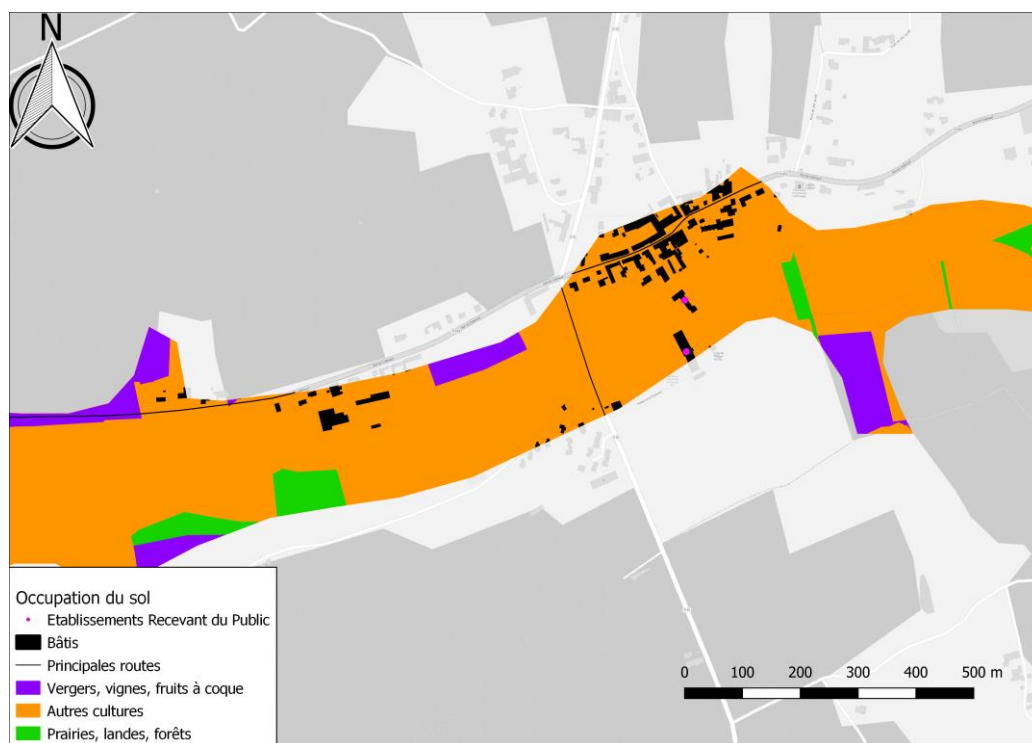 N
Occupation du sol
Etablissements Recevant du Public
Bâtis
Principales routes
Vergers, vignes, fruits à coque
Autres cultures
Prairies, landes, forêts
0 100 200 300 400 500 m